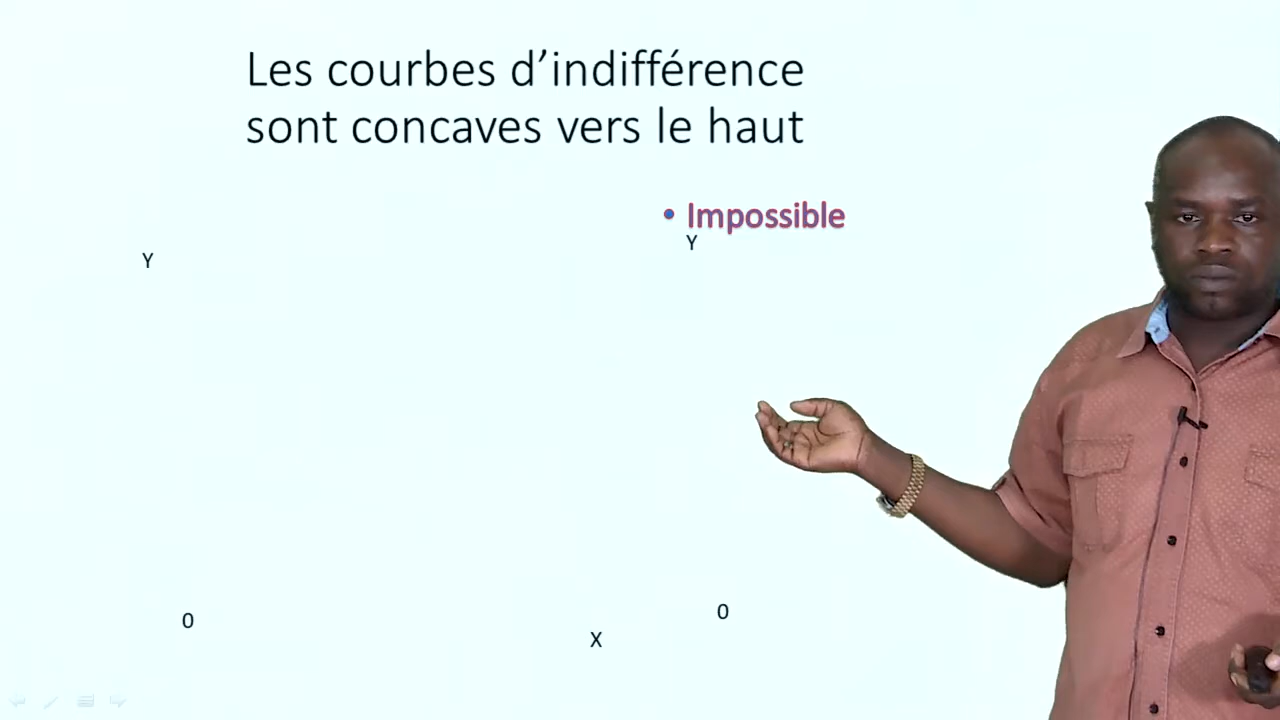 Les courbes d’indifférence
sont concaves vers le haut
• Impossible
Y
Y
0
0
X